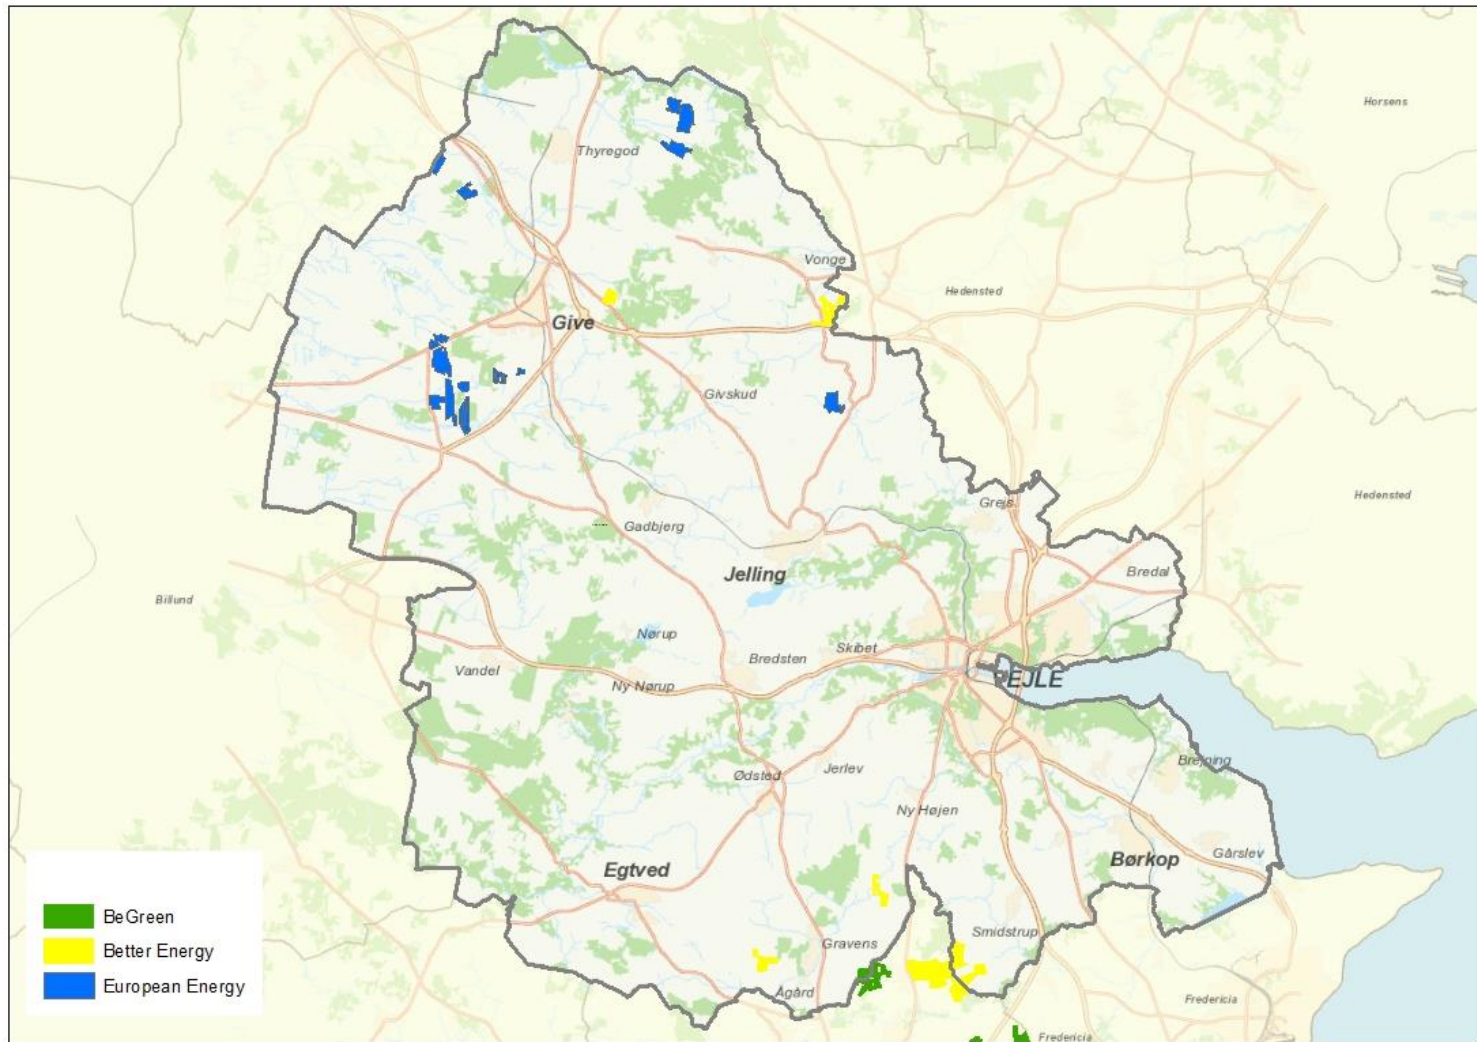 Horsens
Thyregod
Vonge
Hedensted
Give
Givskud
Hedensted
Grejs
Gadbjerg
Jelling
Bredal
Billund
Nørup
Skibet
Bredsten
Vandel
Ny Nørup
EJLE
Brejning
Ødsted
Jerlev
Ny Højen
Gårslev
Børkop
Egtved
BeGreen
Smidstrup
Gravens
Better Energy
European Energy
Ågård
Fredericia
Fredericia